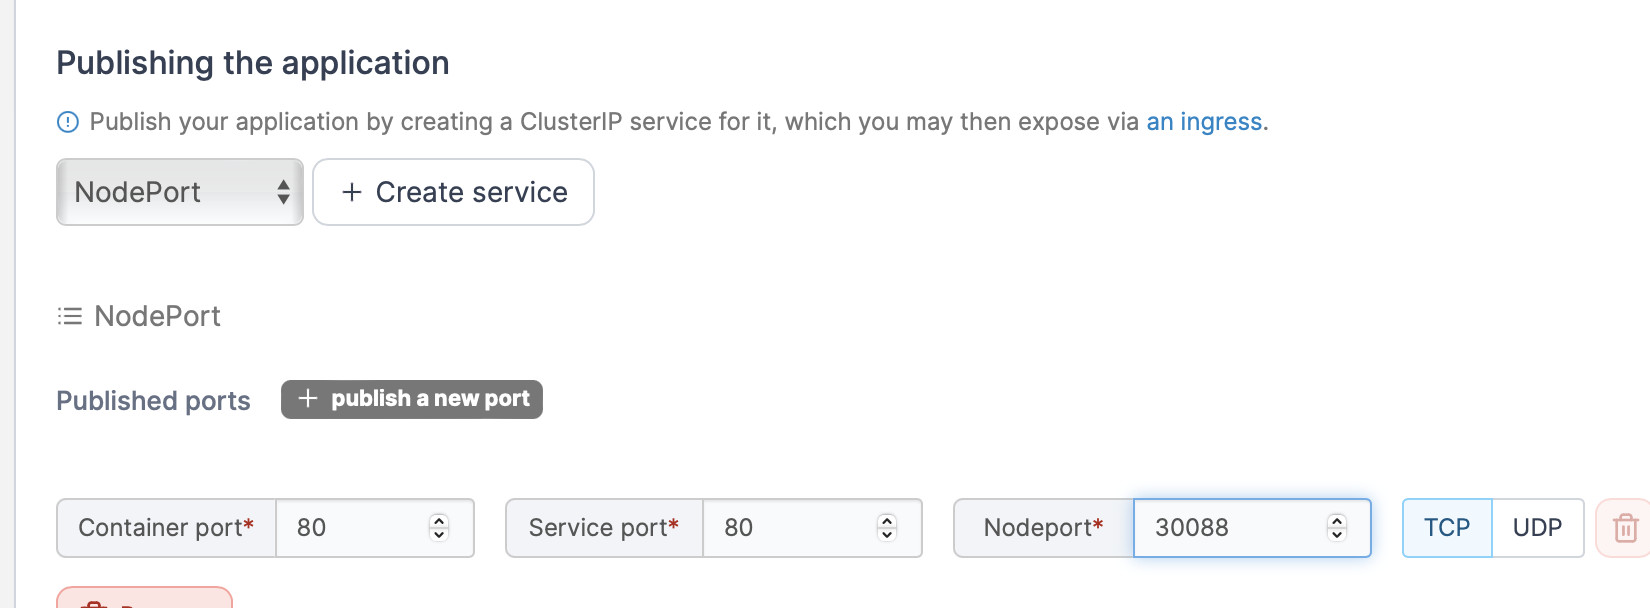 Publishing the application
Publish your application by creating a ClusterIP service for it, which you may then expose via an ingress.
NodePort + Create service
NodePort
Published ports + publish a new port
Container port* 80 Service port* 80 Nodeport* 30088 TCP UDP